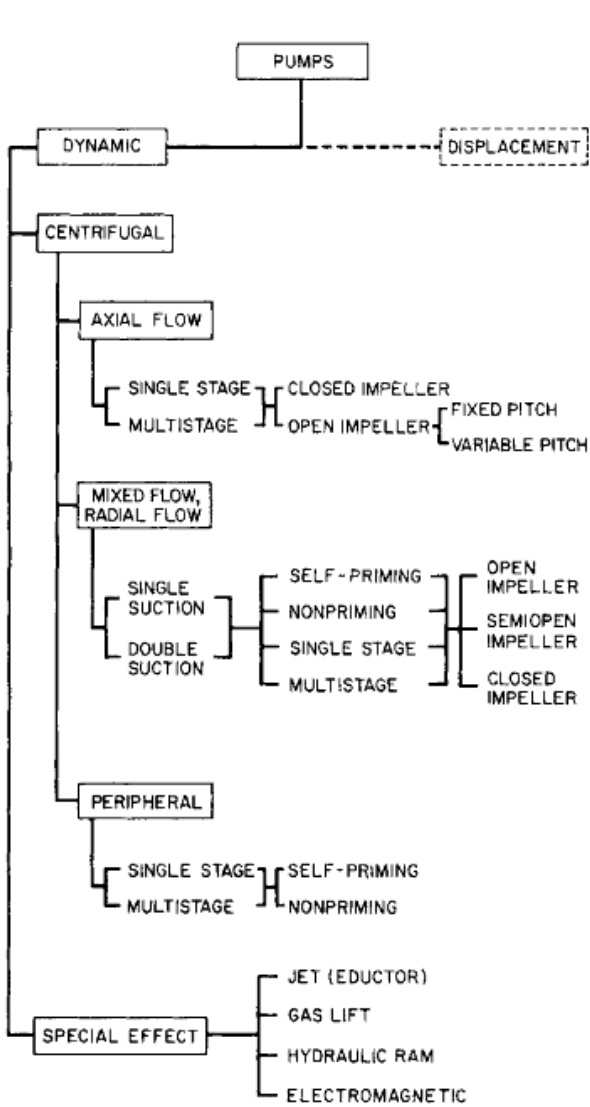 PUMPS
DYNAMIC
DISPLACEMENT
CENTRIFUGAL
AXIAL FLOW
SINGLE STAGE
CLOSED IMPELLER
FIXED PITCH
MULTISTAGE
OPEN IMPELLER
VARIABLE PITCH
MIXED FLOW,
RADIAL FLOW
SINGLE
SUCTION
DOUBLE
SUCTION
SELF-PRIMING
NONPRIMING
SINGLE STAGE
MULTISTAGE
OPEN
IMPELLER
SEMIOPEN
IMPELLER
CLOSED
IMPELLER
PERIPHERAL
SINGLE STAGE
SELF-PRIMING
MULTISTAGE
NONPRIMING
SPECIAL EFFECT
JET (EDUCTOR)
GAS LIFT
HYDRAULIC RAM
ELECTROMAGNETIC